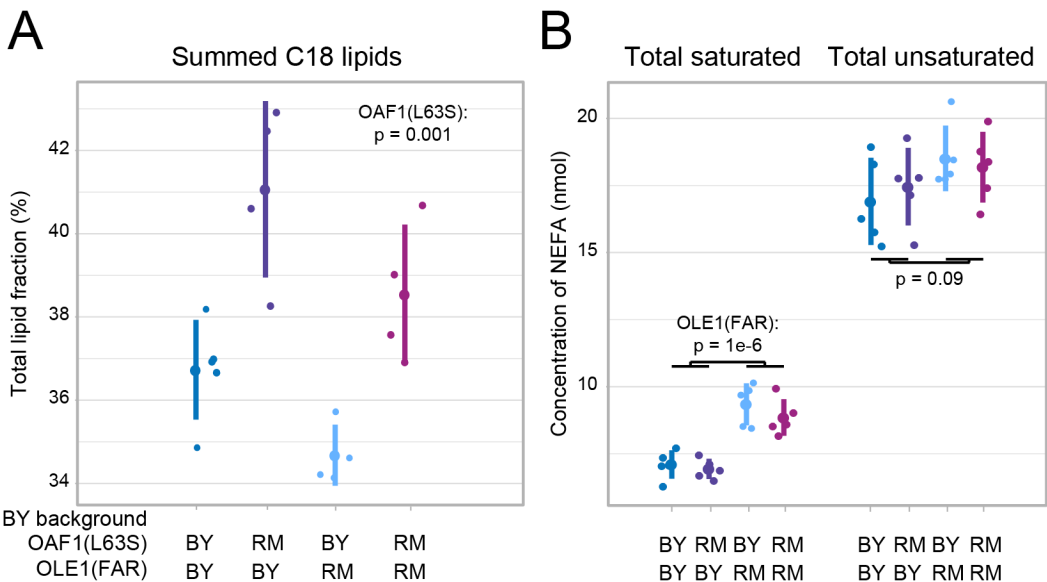 A
Summed C18 lipids
Total lipid fraction (%)
42
40
38
36
34
OAF1(L63S):
p = 0.001
BY background
OAF1(L63S) BY RM BY RM
OLE1(FAR) BY BY RM RM
B
Total saturated Total unsaturated
Concentration of NEFA (nmol)
20
15
10
p = 0.09
OLE1(FAR):
p = 1e-6
BY RM BY RM BY RM BY RM
BY BY RM RM BY BY RM RM